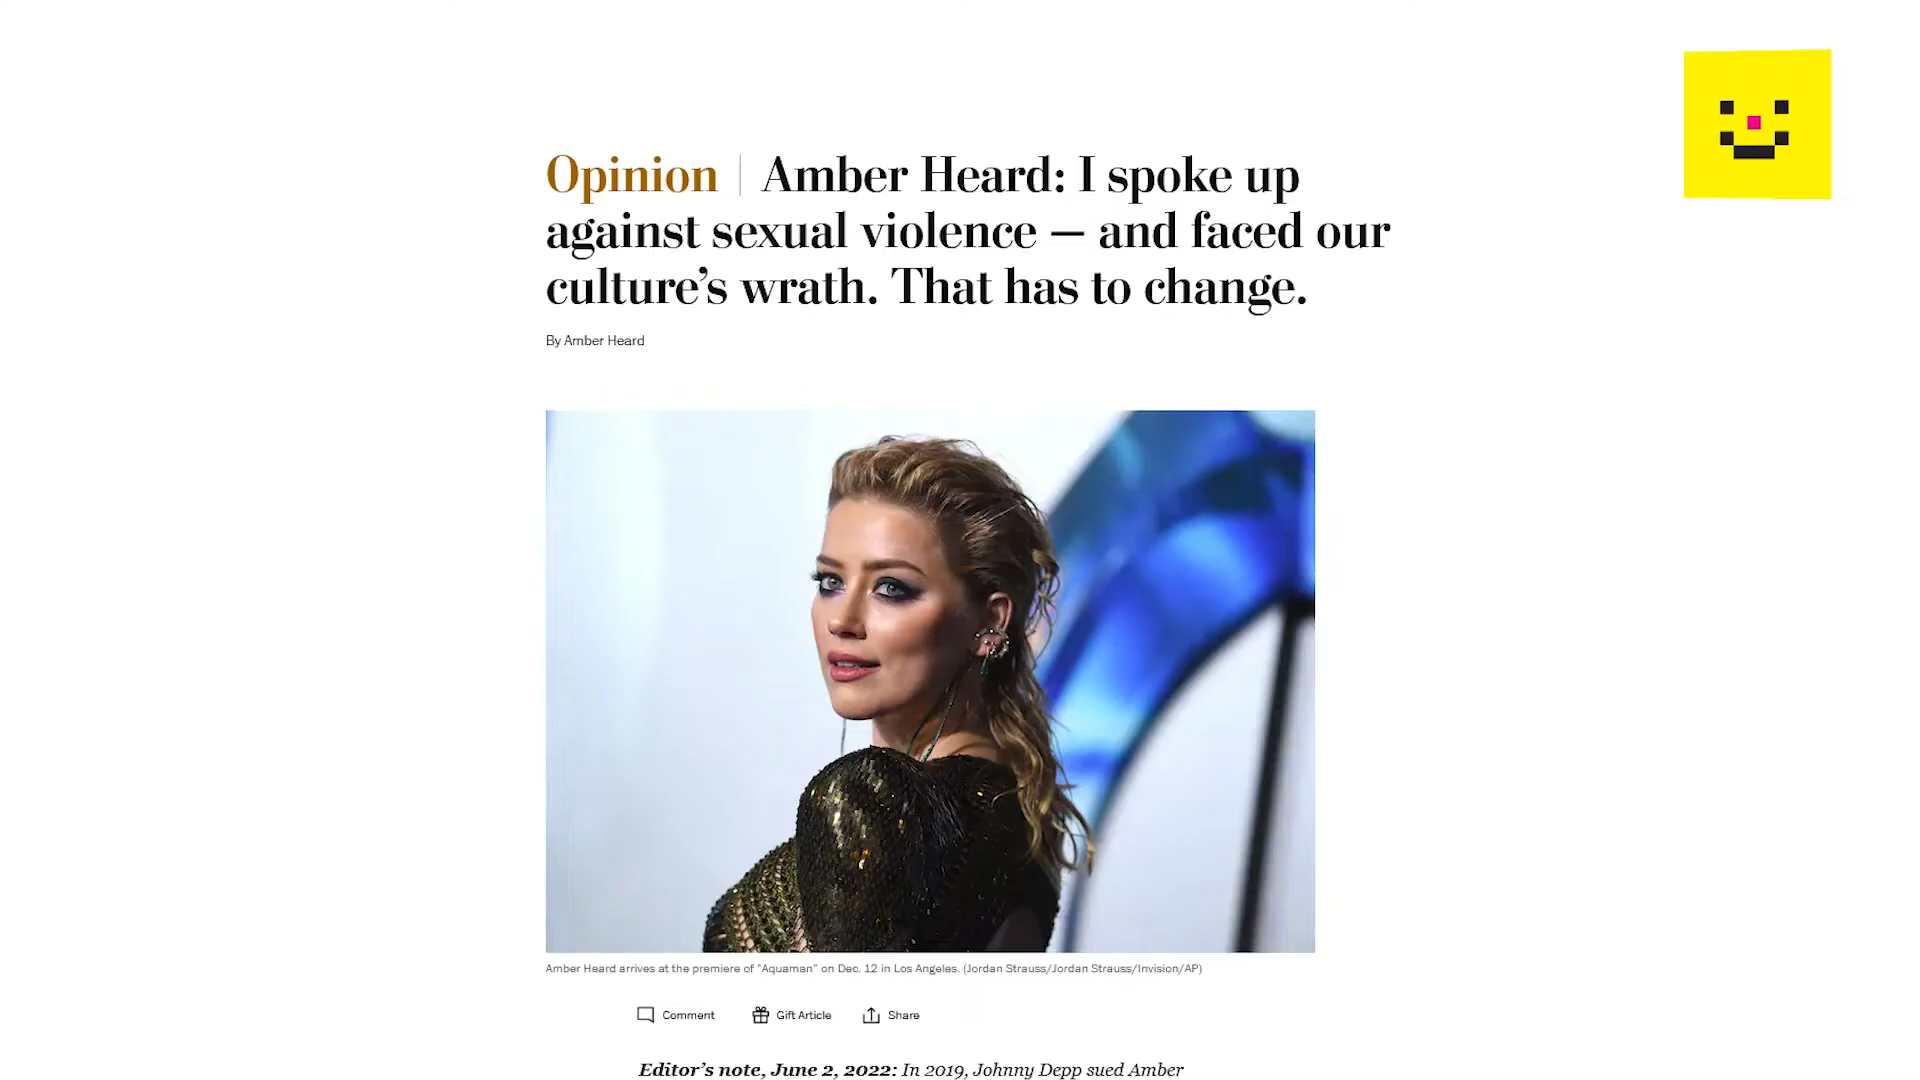 Opinion | Amber Heard: I spoke up
against sexual violence — and faced our
culture’s wrath. That has to change.
By Amber Heard
Amber Heard arrives at the premiere of “Aquaman” on Dec. 12 in Los Angeles. (Jordan Strauss/Jordan Strauss/Invision/AP)
Comment Gift Article Share
Editor’s note, June 2, 2022: In 2019, Johnny Depp sued Amber